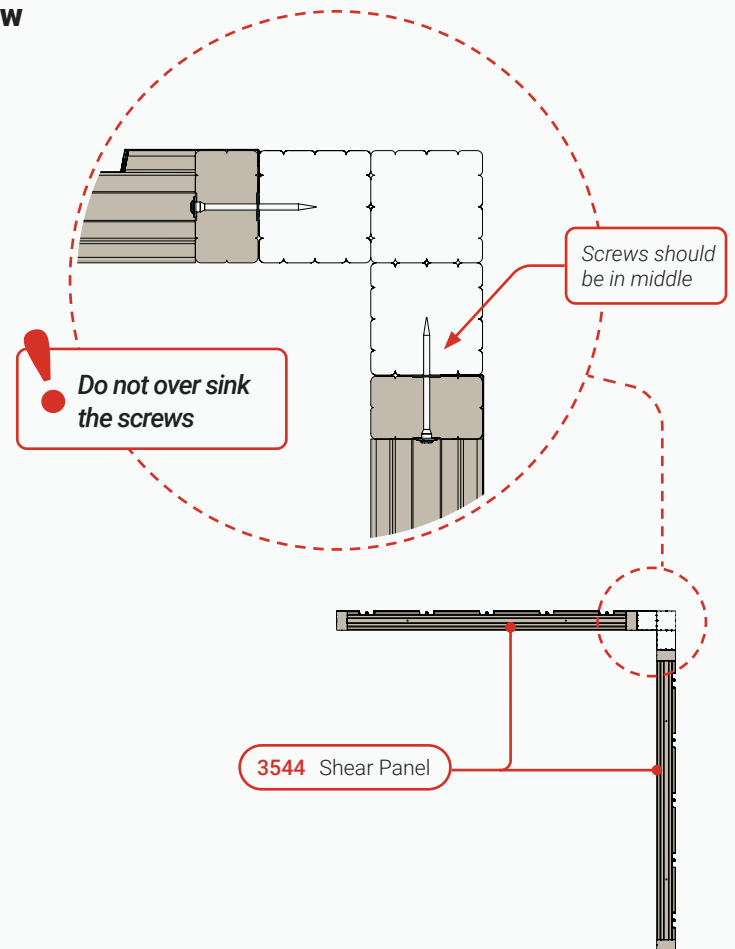 w
Screws should
be in middle
Do not over sink
the screws
3544 Shear Panel